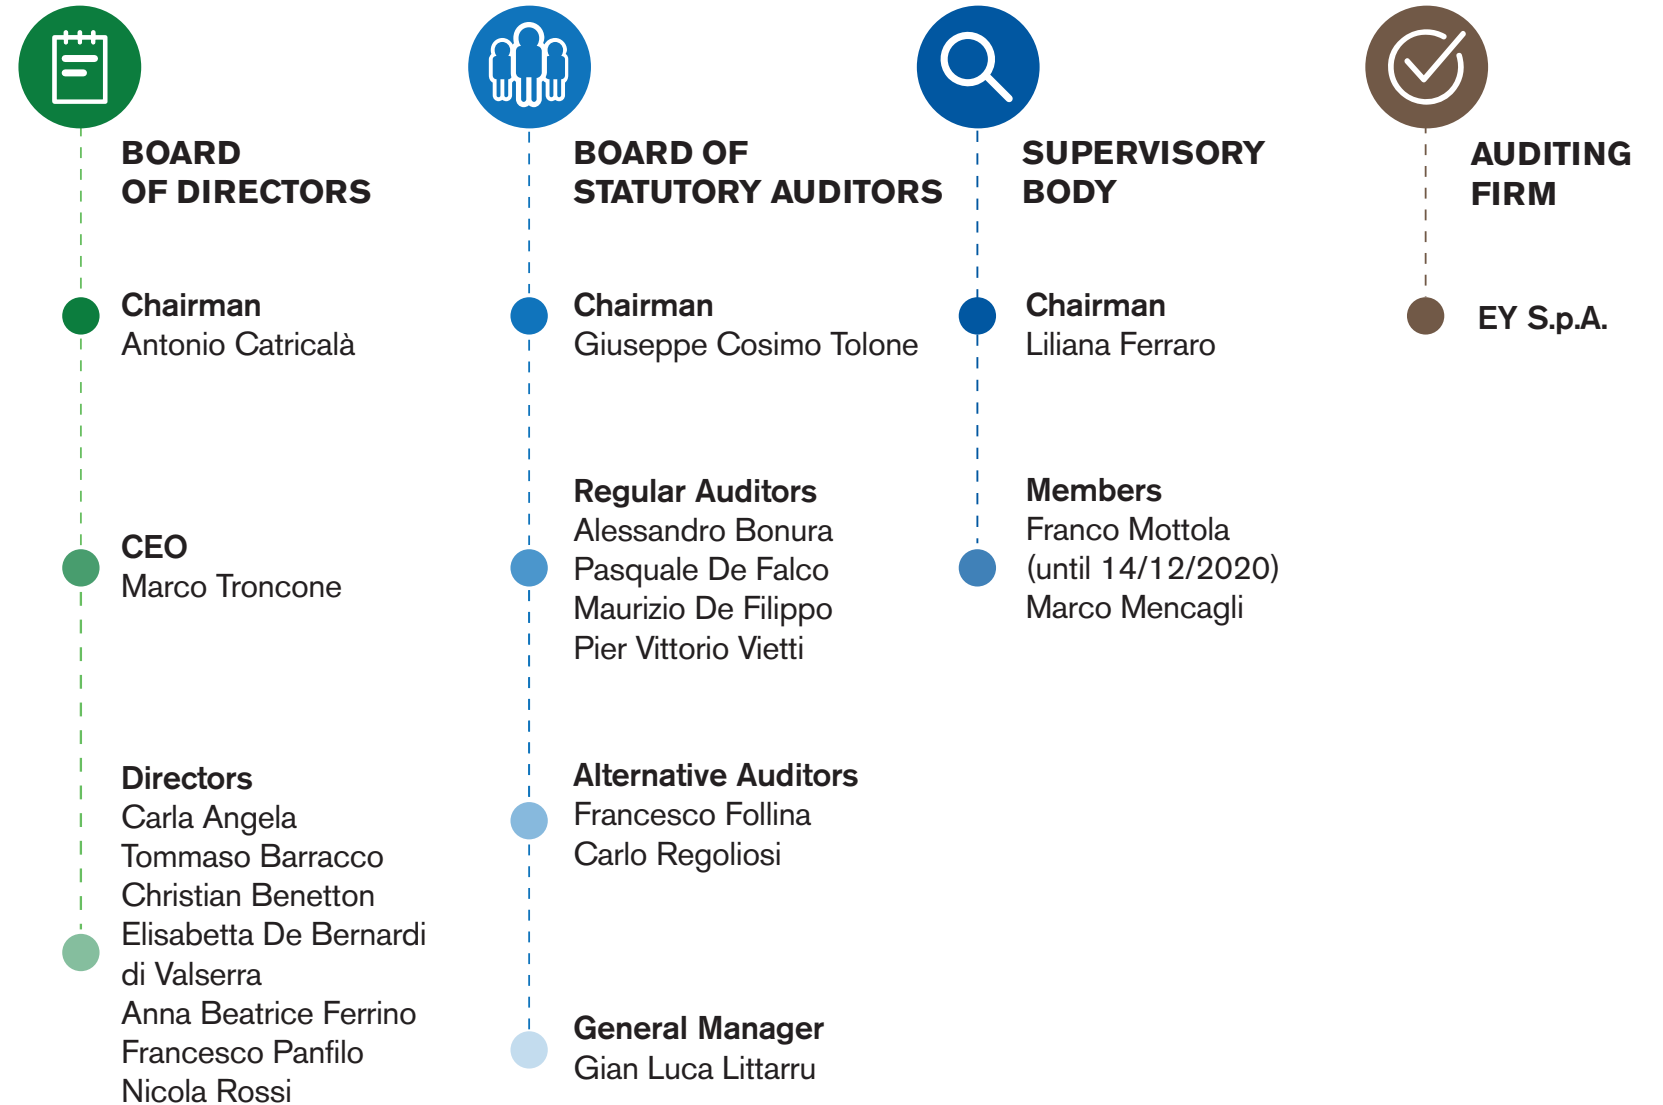 BOARD
OF DIRECTORS
Chairman
Antonio Catricalà
CEO
Marco Troncone
Directors
Carla Angela
Tommaso Barracco
Christian Benetton
Elisabetta De Bernardi
di Valserra
Anna Beatrice Ferrino
Francesco Panfilo
Nicola Rossi
BOARD OF
STATUTORY AUDITORS
Chairman
Giuseppe Cosimo Tolone
Regular Auditors
Alessandro Bonura
Pasquale De Falco
Maurizio De Filippo
Pier Vittorio Vietti
Alternative Auditors
Francesco Follina
Carlo Regoliosi
General Manager
Gian Luca Littarru
SUPERVISORY
BODY
Chairman
Liliana Ferraro
Members
Franco Mottola
(until 14/12/2020)
Marco Mencagli
AUDITING
FIRM
EY S.p.A.